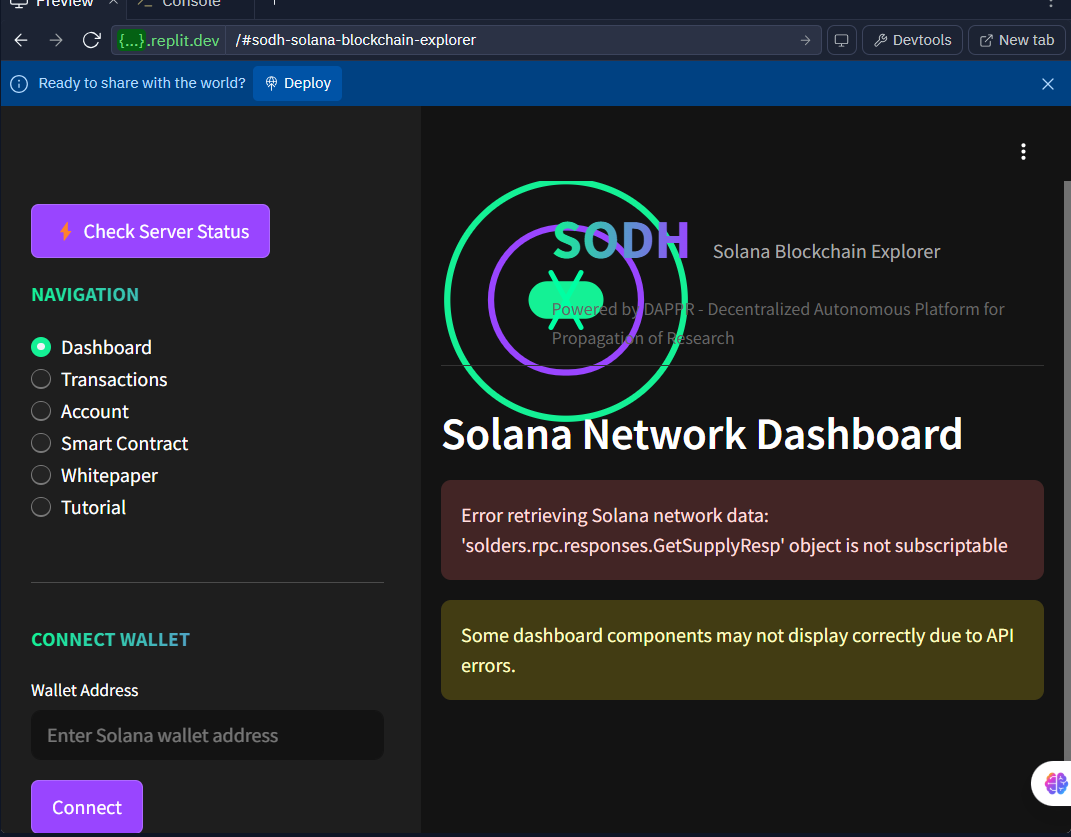 Preview
Console
{...}.replit.dev
/#sodh-solana-blockchain-explorer
Devtools
New tab
Ready to share with the world?
Deploy
Check Server Status
NAVIGATION
Dashboard
Transactions
Account
Smart Contract
Whitepaper
Tutorial
CONNECT WALLET
Wallet Address
Enter Solana wallet address
Connect
SODH
Solana Blockchain Explorer
Powered by DAPPR - Decentralized Autonomous Platform for
Propagation of Research
Solana Network Dashboard
Error retrieving Solana network data:
'solders.rpc.responses.GetSupplyResp' object is not subscriptable
Some dashboard components may not display correctly due to API
errors.